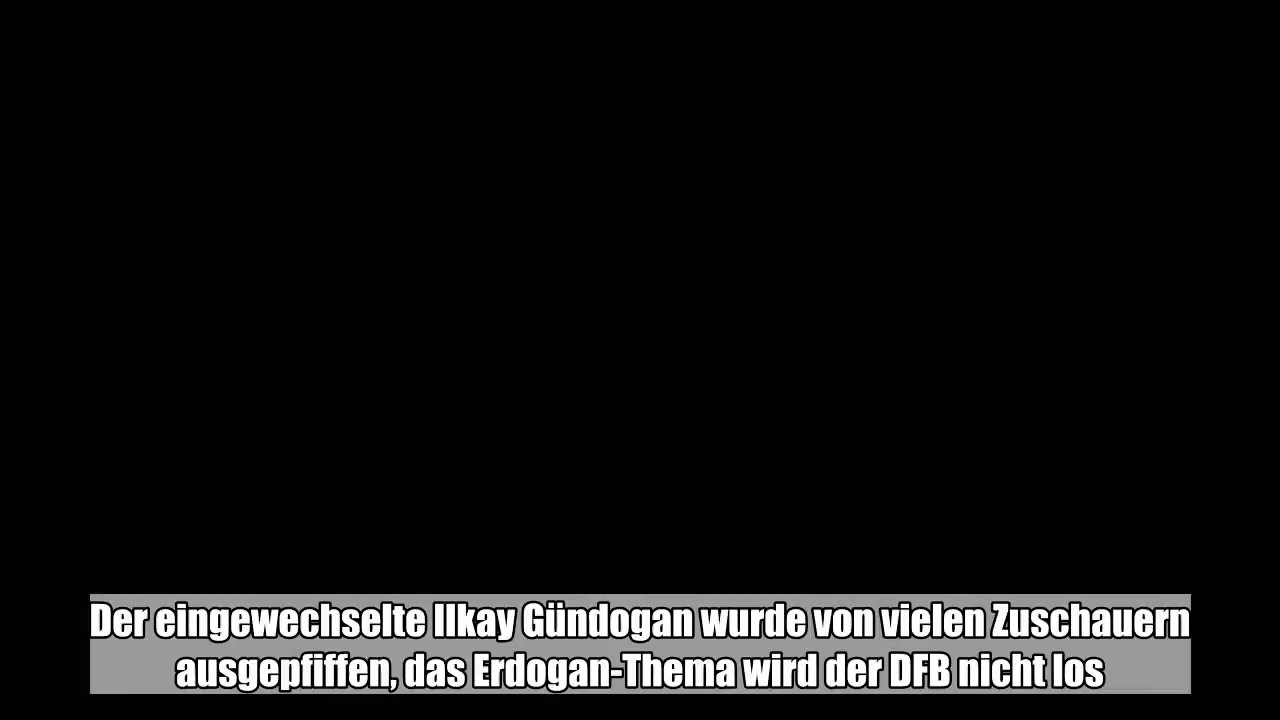 Der eingewechselte Ilkay Gündogan wurde von vielen Zuschauern
ausgepfiffen, das Erdogan-Thema wird der DFB nicht los